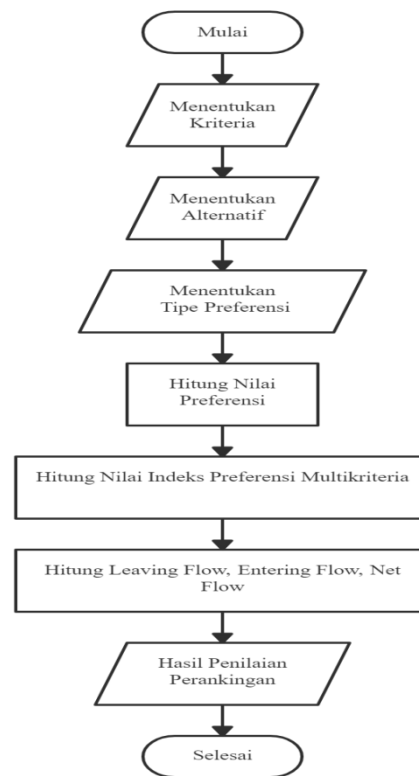 Mulai
Menentukan
Kriteria
Menentukan
Alternatif
Menentukan
Tipe Preferensi
Hitung Nilai
Preferensi
Hitung Nilai Indeks Preferensi Multikriteria
Hitung Leaving Flow, Entering Flow, Net
Flow
Hasil Penilaian
Perankingan
Selesai